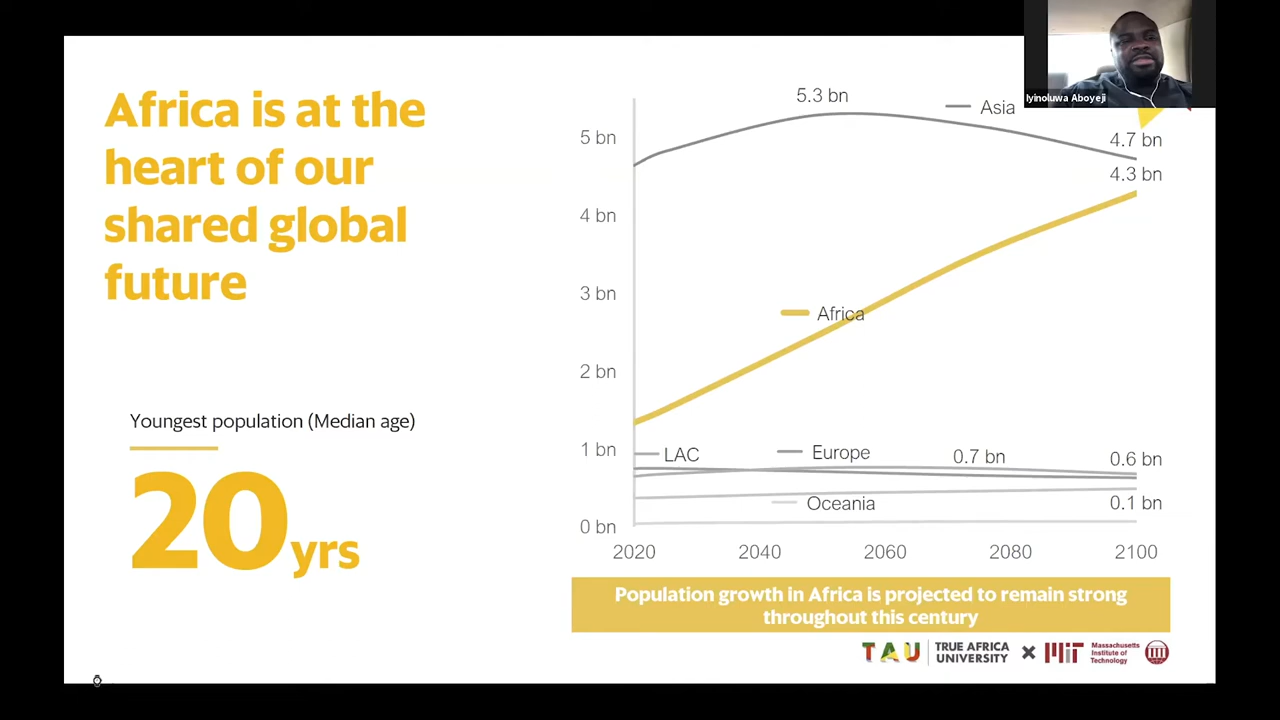 Africa is at the
heart of our
shared global
future
Youngest population (Median age)
20 yrs
Iyinoluwa Aboyeji
5.3 bn
Asia
5 bn
4.7 bn
4.3 bn
4 bn
3 bn
Africa
2 bn
1 bn
LAC
Europe
0.7 bn
0.6 bn
Oceania
0.1 bn
0 bn
2020 2040 2060 2080 2100
Population growth in Africa is projected to remain strong
throughout this century
TAU
TRUE AFRICA
UNIVERSITY
×
MIT
Massachusetts
Institute of
Technology